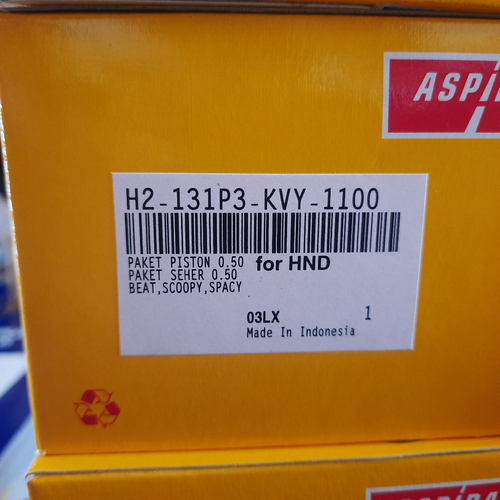 H2-131P3-KVY-1100
PAKET PISTON 0.50 for HND
PAKET SEHER 0.50
BEAT,SCOOPY,SPACY
03LX 1
Made In Indonesia